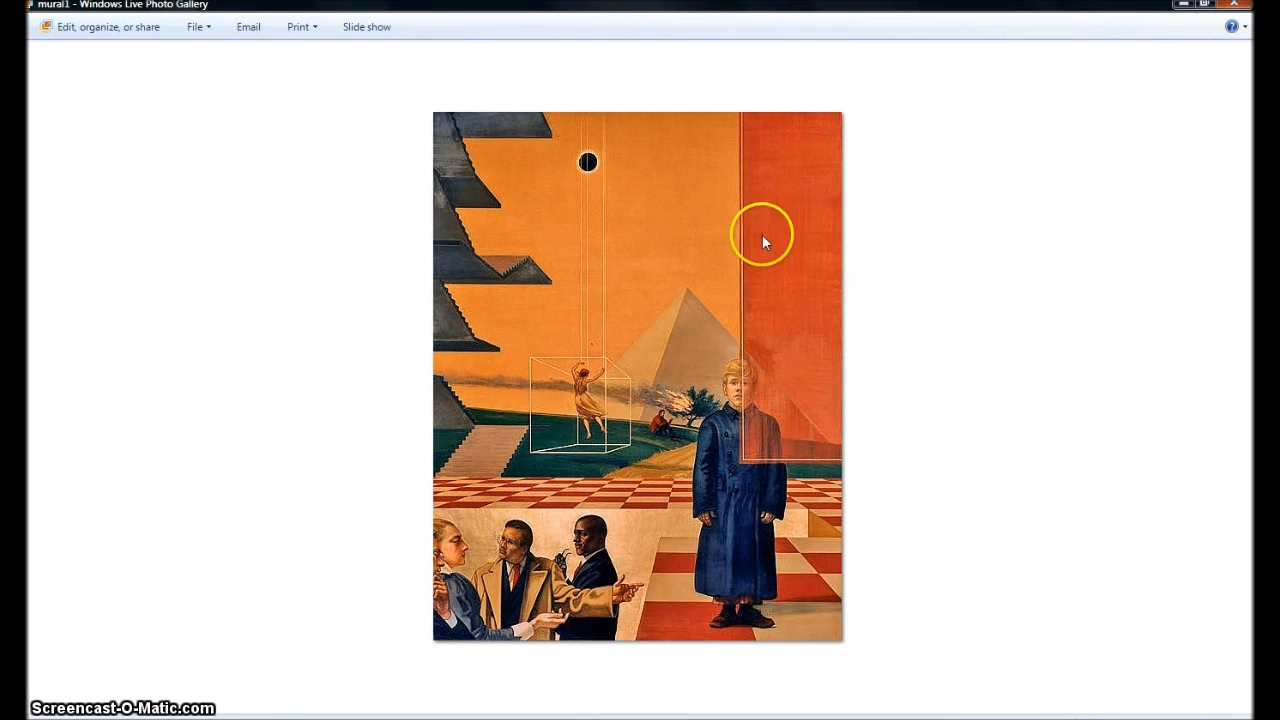 mural1 - Windows Live Photo Gallery
Edit, organize, or share File Email Print Slide show
Screencast-O-Matic.com